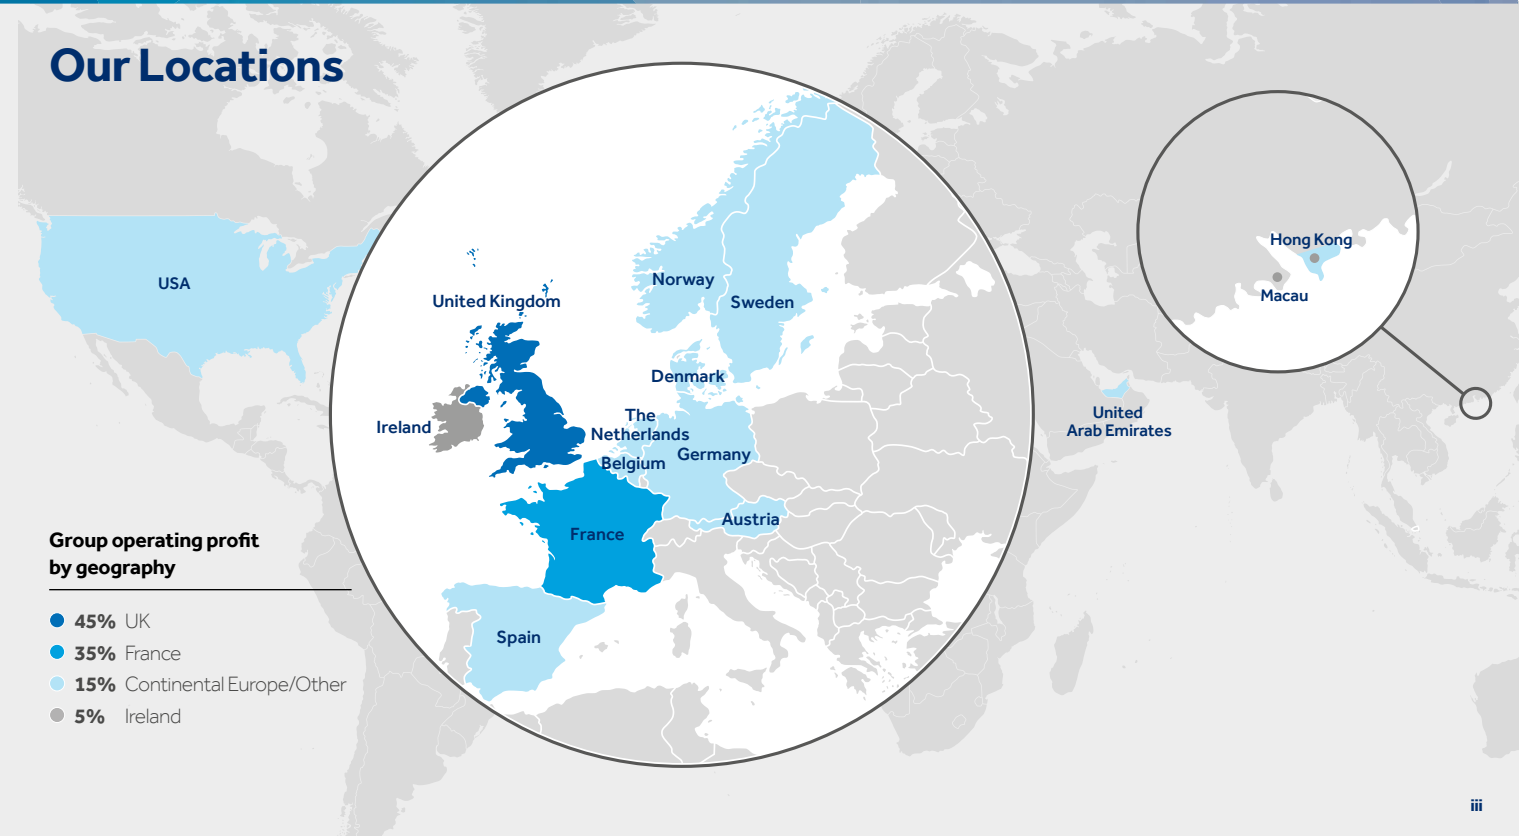 Our Locations
USA
United Kingdom
Ireland
Norway
Sweden
Denmark
The
Netherlands
Belgium
Germany
Austria
France
Spain
Hong Kong
Macau
United
Arab Emirates
Group operating profit
by geography
45% UK
35% France
15% Continental Europe/Other
5% Ireland
iii